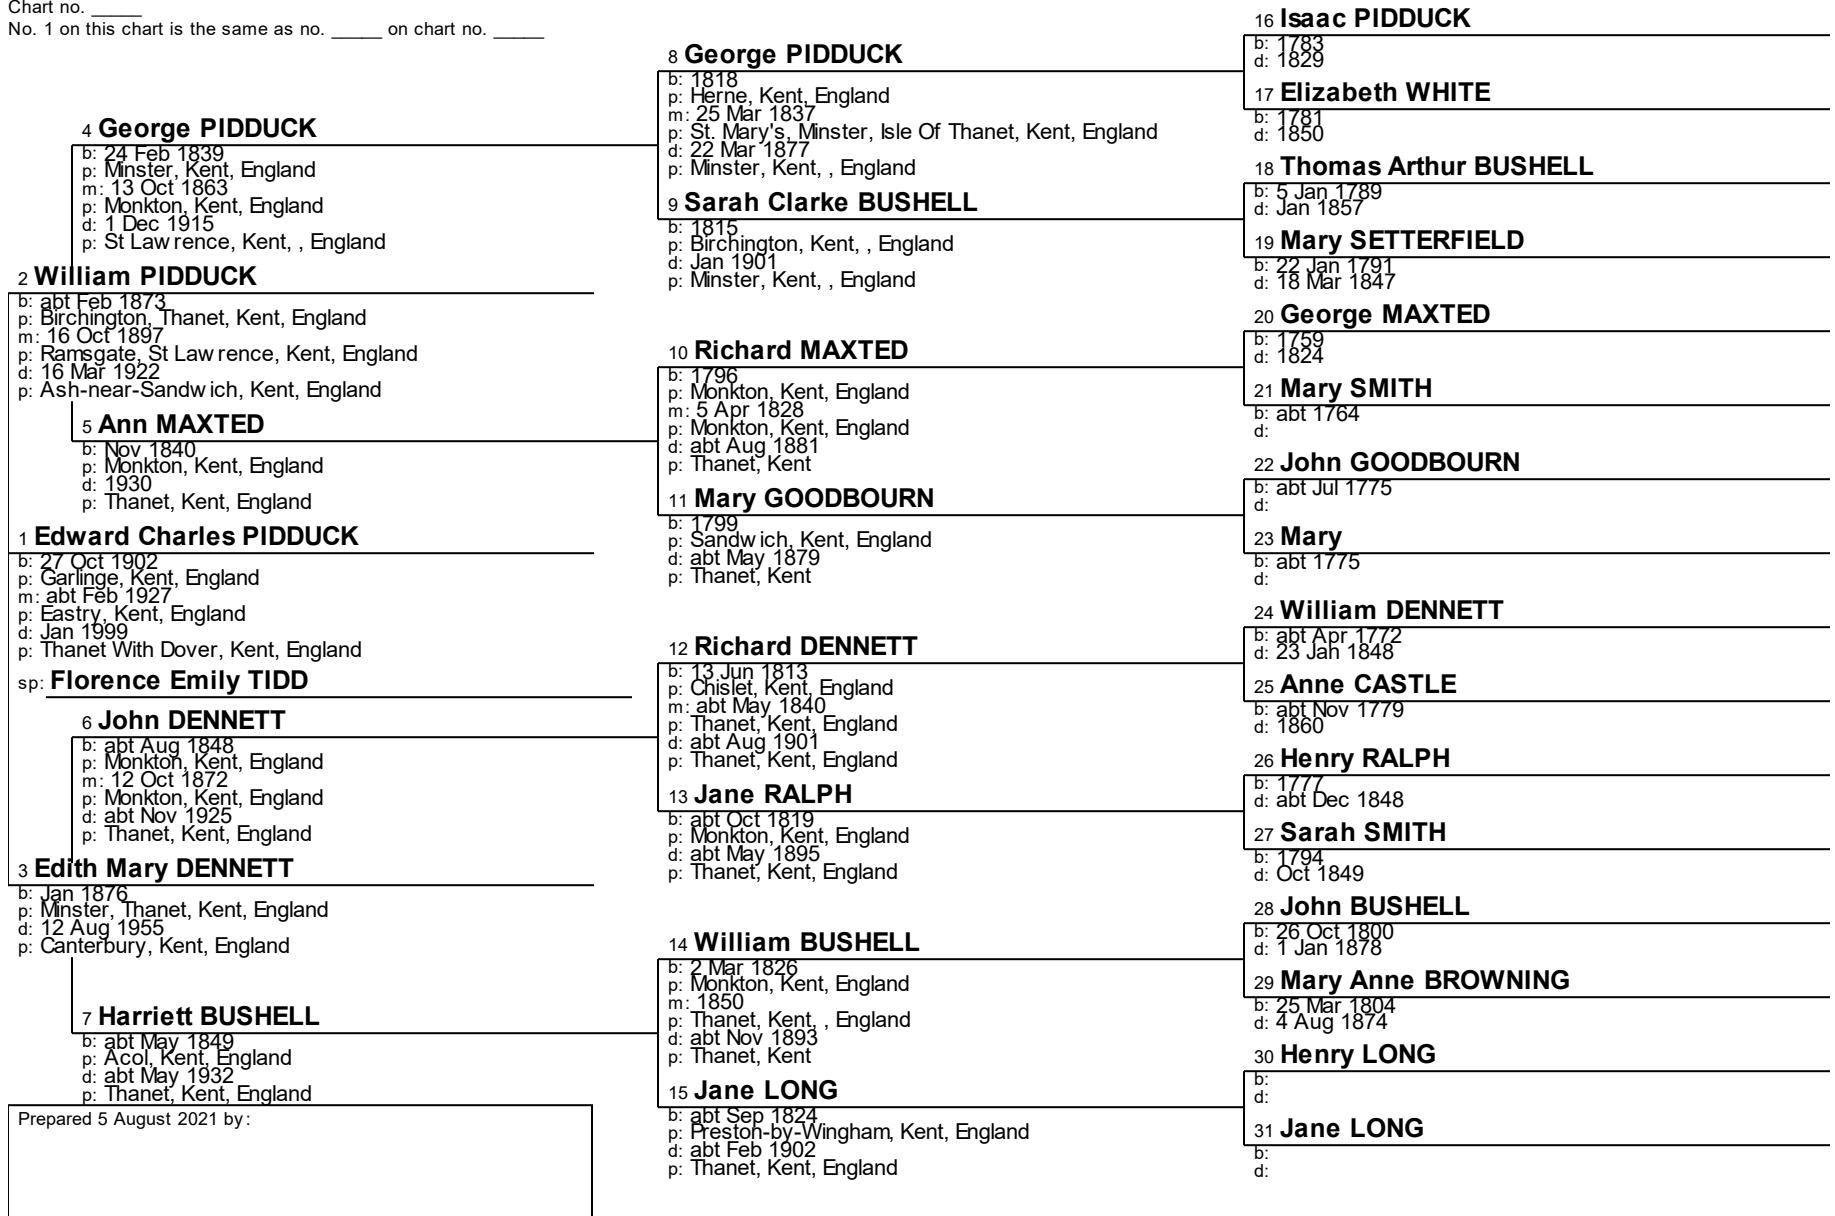 Chart no. _____
No. 1 on this chart is the same as no. _____ on chart no. _____
4 George PIDDUCK
b: 24 Feb 1839
p: Minster, Kent, England
m: 13 Oct 1863
p: Monkton, Kent, England
d: 1 Dec 1915
p: St Lawrence, Kent, , England
2 William PIDDUCK
b: abt Feb 1873
p: Birchington, Thanet, Kent, England
m: 16 Oct 1897
p: Ramsgate, St Lawrence, Kent, England
d: 16 Mar 1922
p: Ash-near-Sandwich, Kent, England
5 Ann MAXTED
b: Nov 1840
p: Monkton, Kent, England
d: 1930
p: Thanet, Kent, England
1 Edward Charles PIDDUCK
b: 27 Oct 1902
p: Garlinge, Kent, England
m: abt Feb 1927
p: Eastry, Kent, England
d: Jan 1999
p: Thanet With Dover, Kent, England
sp: Florence Emily TIDD
6 John DENNETT
b: abt Aug 1848
p: Monkton, Kent, England
m: 12 Oct 1872
p: Monkton, Kent, England
d: abt Nov 1925
p: Thanet, Kent, England
3 Edith Mary DENNETT
b: Jan 1876
p: Minster, Thanet, Kent, England
d: 12 Aug 1955
p: Canterbury, Kent, England
7 Harriett BUSHELL
b: abt May 1849
p: Acol, Kent, England
d: abt May 1932
p: Thanet, Kent, England
Prepared 5 August 2021 by:
8 George PIDDUCK
b: 1818
p: Herne, Kent, England
m: 25 Mar 1837
p: St. Mary's, Minster, Isle Of Thanet, Kent, England
d: 22 Mar 1877
p: Minster, Kent, , England
9 Sarah Clarke BUSHELL
b: 1815
p: Birchington, Kent, , England
d: Jan 1901
p: Minster, Kent, , England
10 Richard MAXTED
b: 1796
p: Monkton, Kent, England
m: 5 Apr 1828
p: Monkton, Kent, England
d: abt Aug 1881
p: Thanet, Kent
11 Mary GOODBOURN
b: 1799
p: Sandwich, Kent, England
d: abt May 1879
p: Thanet, Kent
12 Richard DENNETT
b: 13 Jun 1813
p: Chislet, Kent, England
m: abt May 1840
p: Thanet, Kent, England
d: abt Aug 1901
p: Thanet, Kent, England
13 Jane RALPH
b: abt Oct 1819
p: Monkton, Kent, England
d: abt May 1895
p: Thanet, Kent, England
14 William BUSHELL
b: 2 Mar 1826
p: Monkton, Kent, England
m: 1850
p: Thanet, Kent, , England
d: abt Nov 1893
p: Thanet, Kent
15 Jane LONG
b: abt Sep 1824
p: Preston-by-Wingham, Kent, England
d: abt Feb 1902
p: Thanet, Kent, England
16 Isaac PIDDUCK
b: 1783
d: 1829
17 Elizabeth WHITE
b: 1781
d: 1850
18 Thomas Arthur BUSHELL
b: 5 Jan 1789
d: Jan 1857
19 Mary SETTERFIELD
b: 22 Jan 1791
d: 18 Mar 1847
20 George MAXTED
b: 1759
d: 1824
21 Mary SMITH
b: abt 1764
d:
22 John GOODBOURN
b: abt Jul 1775
d:
23 Mary
b: abt 1775
d:
24 William DENNETT
b: abt Apr 1772
d: 23 Jan 1848
25 Anne CASTLE
b: abt Nov 1779
d: 1860
26 Henry RALPH
b: 1777
d: abt Dec 1848
27 Sarah SMITH
b: 1794
d: Oct 1849
28 John BUSHELL
b: 26 Oct 1800
d: 1 Jan 1878
29 Mary Anne BROWNING
b: 25 Mar 1804
d: 4 Aug 1874
30 Henry LONG
b:
d:
31 Jane LONG
b:
d: